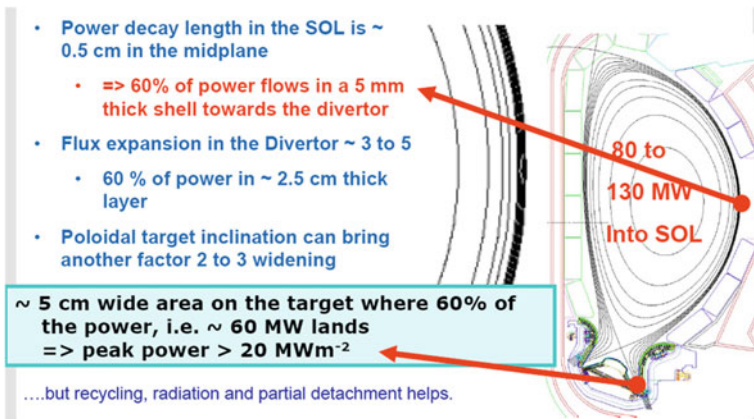 • Power decay length in the SOL is ~
0.5 cm in the midplane
• => 60% of power flows in a 5 mm
thick shell towards the divertor
• Flux expansion in the Divertor ~ 3 to 5
• 60 % of power in ~ 2.5 cm thick
layer
• Poloidal target inclination can bring
another factor 2 to 3 widening
80 to
130 MW
Into SOL
~ 5 cm wide area on the target where 60% of
the power, i.e. ~ 60 MW lands
=> peak power > 20 MWm⁻²
....but recycling, radiation and partial detachment helps.